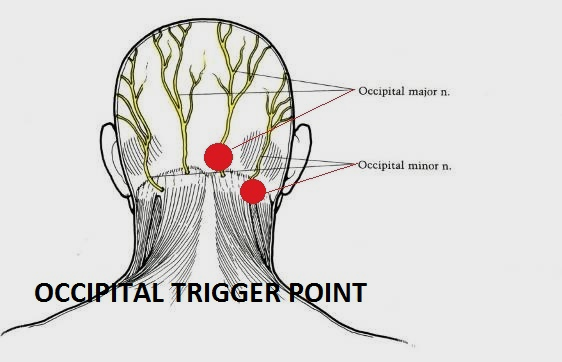 Occipital major n.
Occipital minor n.
OCCIPITAL TRIGGER POINT